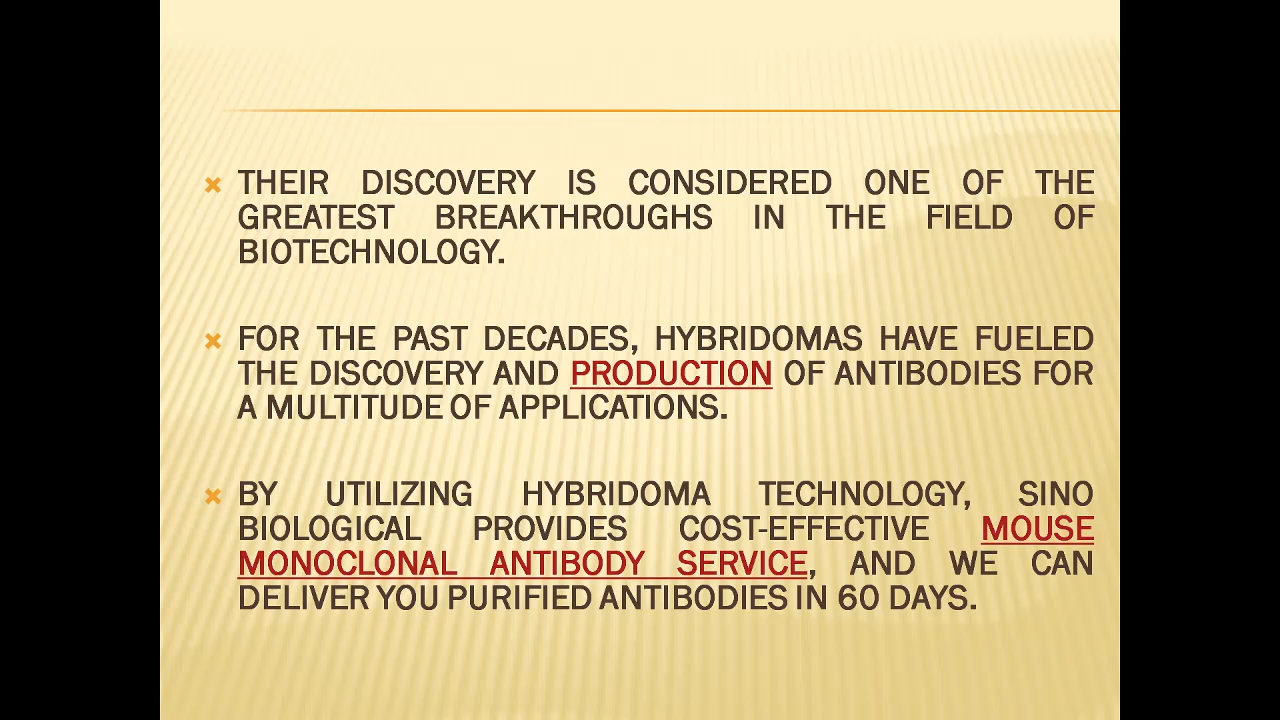 THEIR DISCOVERY IS CONSIDERED ONE OF THE
GREATEST BREAKTHROUGHS IN THE FIELD OF
BIOTECHNOLOGY.
FOR THE PAST DECADES, HYBRIDOMAS HAVE FUELED
THE DISCOVERY AND PRODUCTION OF ANTIBODIES FOR
A MULTITUDE OF APPLICATIONS.
BY UTILIZING HYBRIDOMA TECHNOLOGY, SINO
BIOLOGICAL PROVIDES COST-EFFECTIVE MOUSE
MONOCLONAL ANTIBODY SERVICE, AND WE CAN
DELIVER YOU PURIFIED ANTIBODIES IN 60 DAYS.